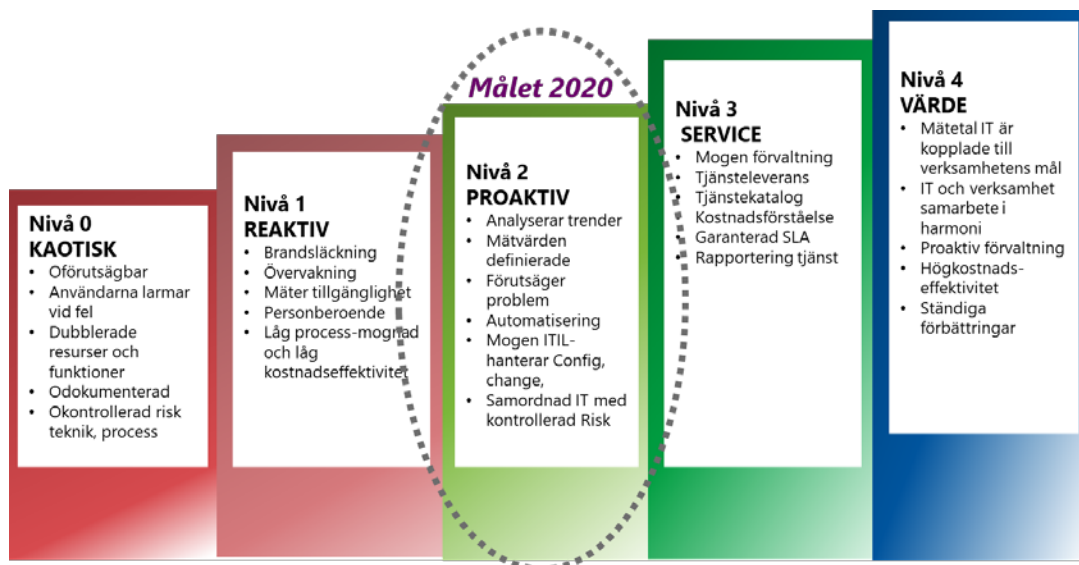 Målet 2020
Nivå 0
KAOTISK
• Oförutsägbar
• Användarna larmar
vid fel
• Dubblerade
resurser och
funktioner
• Odokumenterad
• Okontrollerad risk
teknik, process
Nivå 1
REAKTIV
• Brandsläckning
• Övervakning
• Mäter tillgänglighet
• Personberoende
• Låg process-mognad
och låg
kostnadseffektivitet
Nivå 2
PROAKTIV
• Analyserar trender
• Mätvärden
definierade
• Förutsäger
problem
• Automatisering
• Mogen ITIL-
hanterar Config,
change,
• Samordnad IT med
kontrollerad Risk
Nivå 3
SERVICE
• Mogen förvaltning
• Tjänsteleverans
• Tjänstekatalog
• Kostnadsförståelse
• Garanterad SLA
• Rapportering tjänst
Nivå 4
VÄRDE
• Mätetal IT är
kopplade till
verksamhetens mål
• IT och verksamhet
samarbete i
harmoni
• Proaktiv förvaltning
• Högkostnads-
effektivitet
• Ständiga
förbättringar